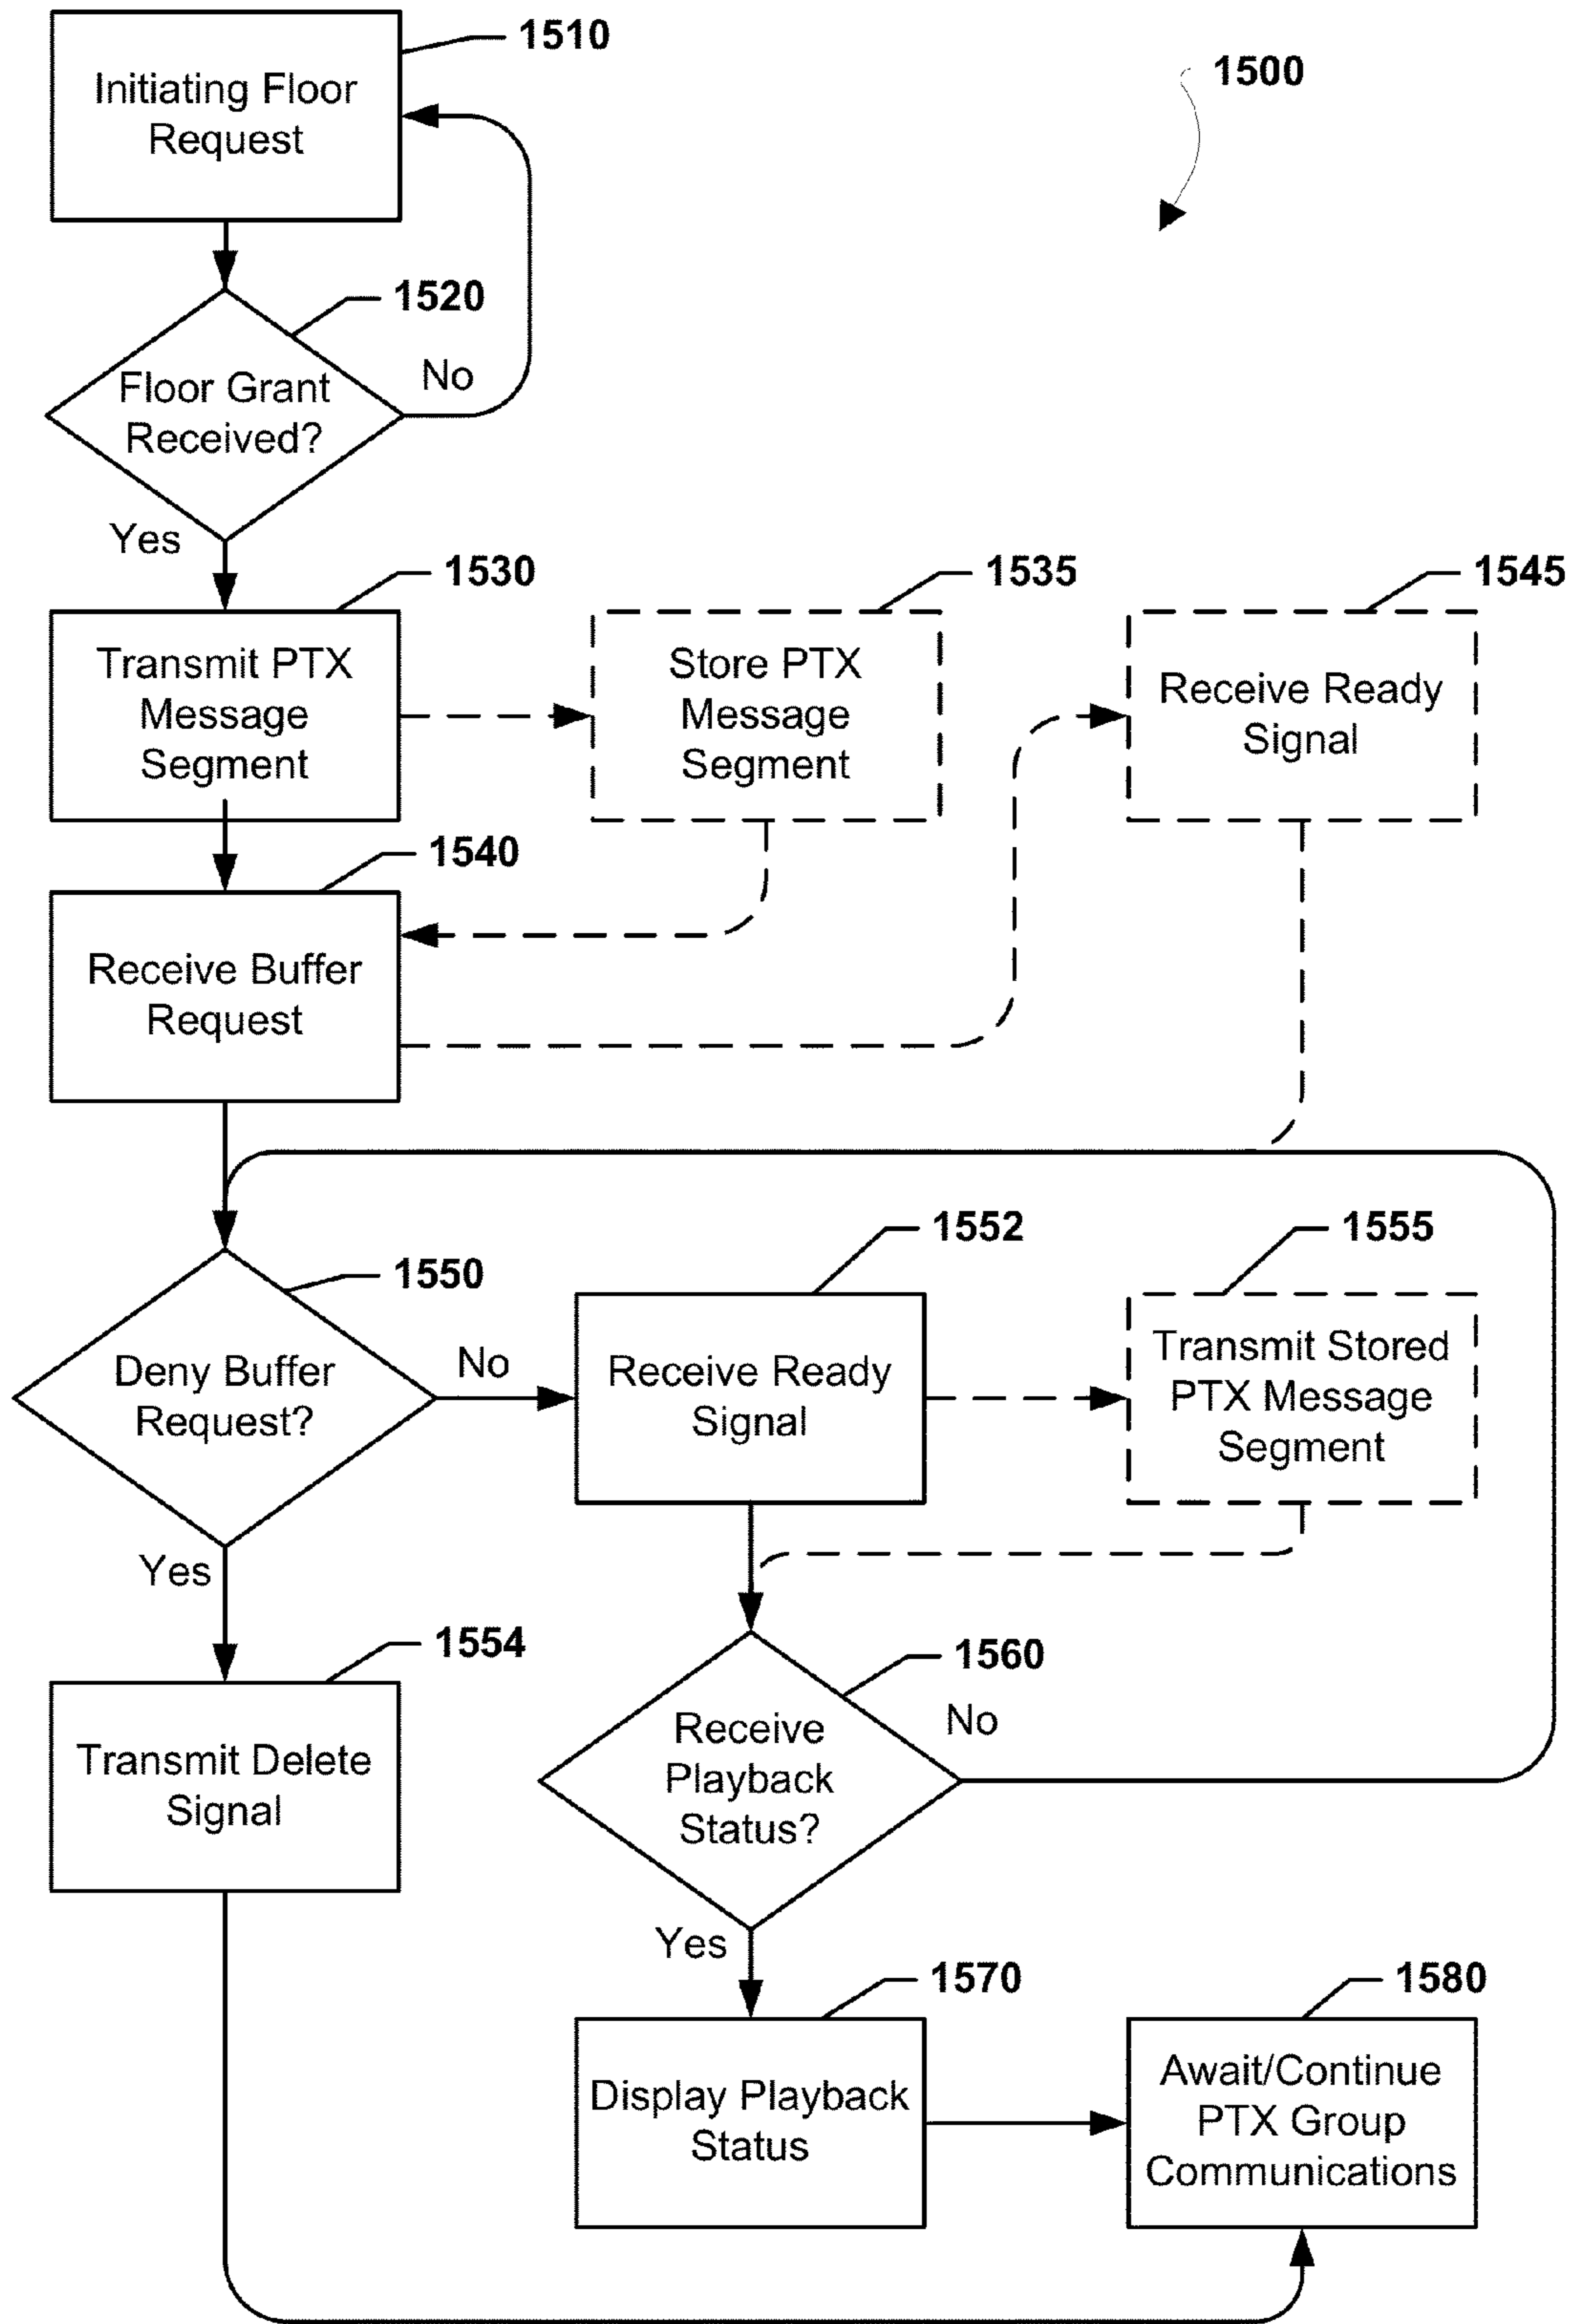 1510
1500
Initiating Floor
Request
1520
Floor Grant
Received?
No
Yes
1530
1535
1545
Transmit PTX
Message
Segment
Store PTX
Message
Segment
Receive Ready
Signal
1540
Receive Buffer
Request
1550
1552
1555
Deny Buffer
Request?
No
Receive Ready
Signal
Transmit Stored
PTX Message
Segment
Yes
1554
1560
Transmit Delete
Signal
Receive
Playback
Status?
No
Yes
1570
1580
Display Playback
Status
Await/Continue
PTX Group
Communications